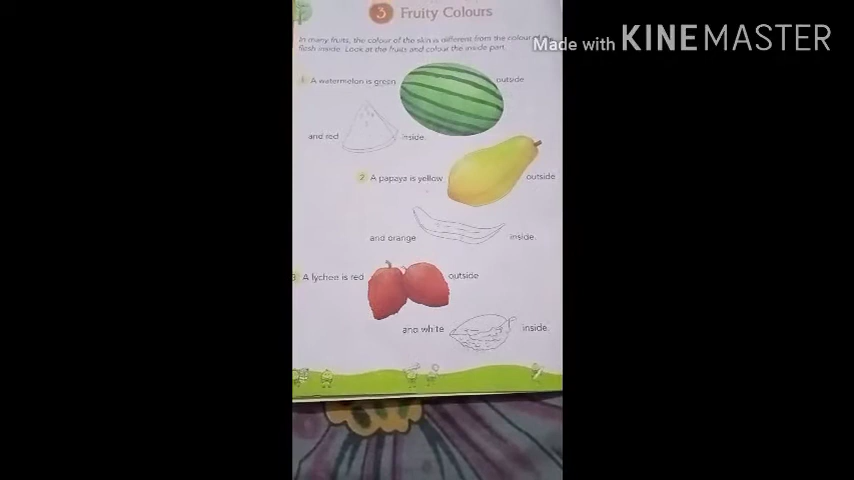 3 Fruity Colours
In many fruits, the colour of the skin is different from the colour of the
flesh inside. Look at the fruits and colour the inside part.
Made with KINEMASTER
1 A watermelon is green outside
and red inside.
2 A papaya is yellow outside
and orange inside.
3 A lychee is red outside
and white inside.